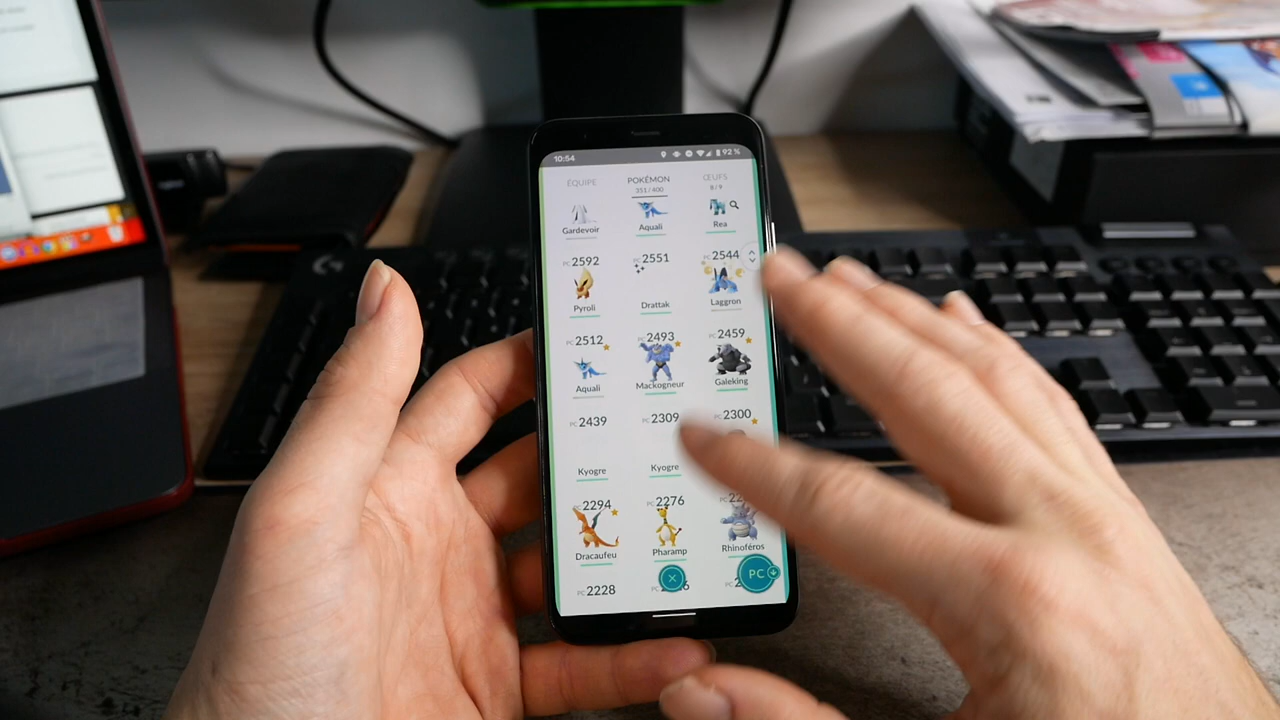 10:54 92 %
ÉQUIPE POKÉMON ŒUFS
351 / 400 8 / 9
Gardevoir Aquali Rea
PC 2592 PC 2551 PC 2544
Pyroli Drattak Laggron
PC 2512 PC 2493 PC 2459
Aquali Mackogneur Galeking
PC 2439 PC 2309 PC 2300
Kyogre Kyogre
PC 2294 PC 2276
Dracaufeu Pharamp Rhinoféros
PC 2228 PC
G